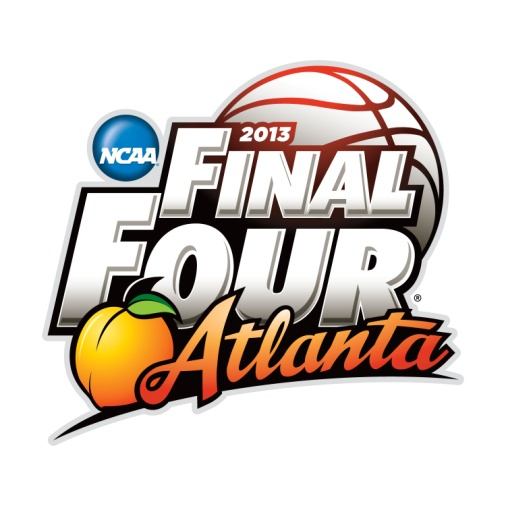 NCAA
2013
FINAL
FOUR®
Atlanta